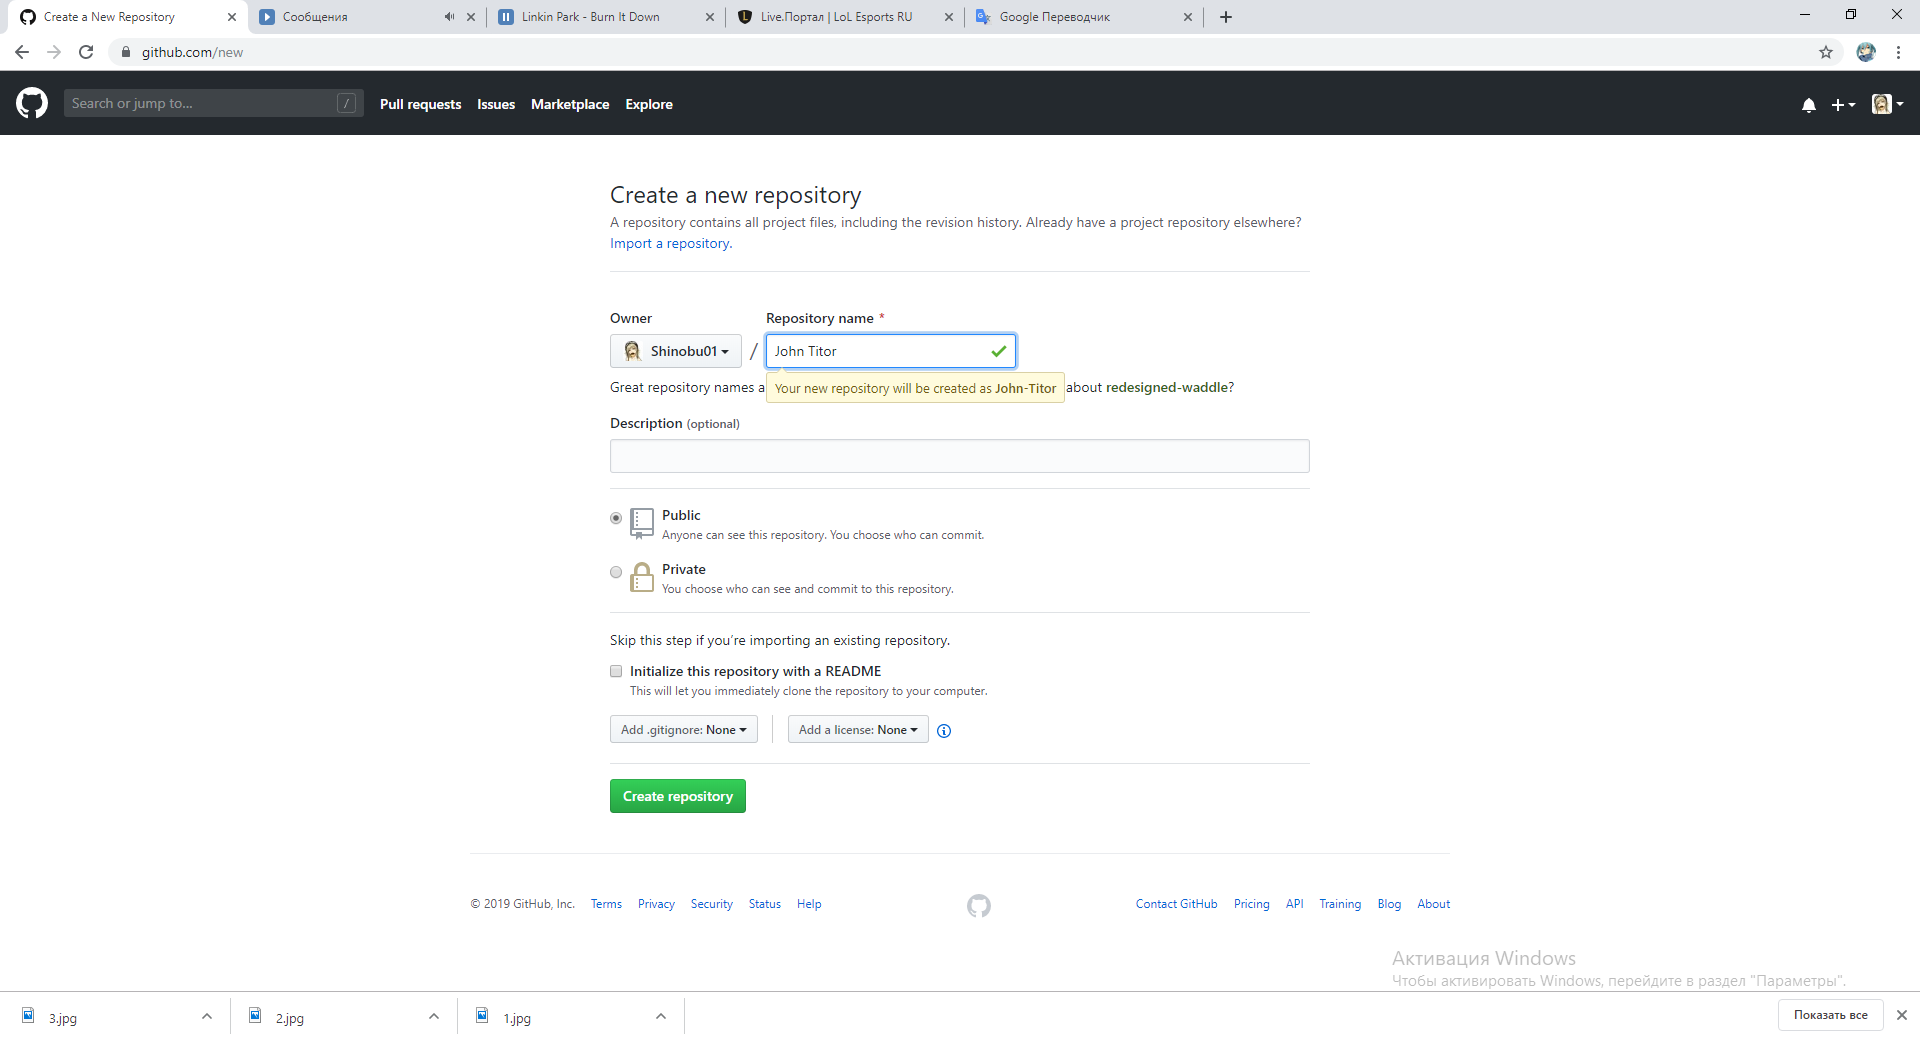 Create a New Repository
Сообщения
Linkin Park - Burn It Down
Live.Портал | LoL Esports RU
Google Переводчик
github.com/new
Search or jump to...
/
Pull requests
Issues
Marketplace
Explore
Create a new repository
A repository contains all project files, including the revision history. Already have a project repository elsewhere?
Import a repository.
Owner
Repository name *
Shinobu01
/
John Titor
Great repository names a
Your new repository will be created as John-Titor
about redesigned-waddle?
Description (optional)
Public
Anyone can see this repository. You choose who can commit.
Private
You choose who can see and commit to this repository.
Skip this step if you're importing an existing repository.
Initialize this repository with a README
This will let you immediately clone the repository to your computer.
Add .gitignore: None
Add a license: None
Create repository
© 2019 GitHub, Inc.
Terms
Privacy
Security
Status
Help
Contact GitHub
Pricing
API
Training
Blog
About
Активация Windows
Чтобы активировать Windows, перейдите в раздел "Параметры".
3.jpg
2.jpg
1.jpg
Показать все